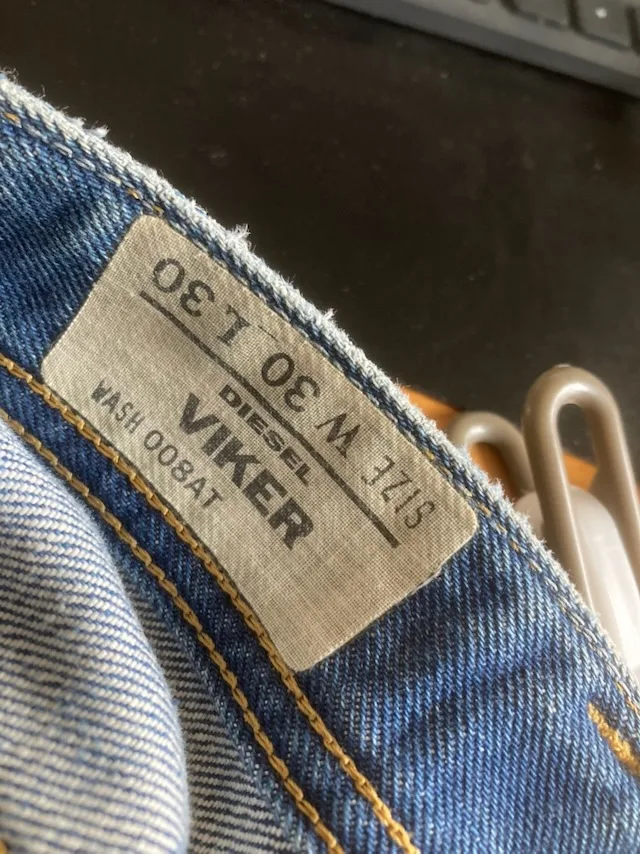 SIZE W 30 L 30
DIESEL
VIKER
WASH 008AT